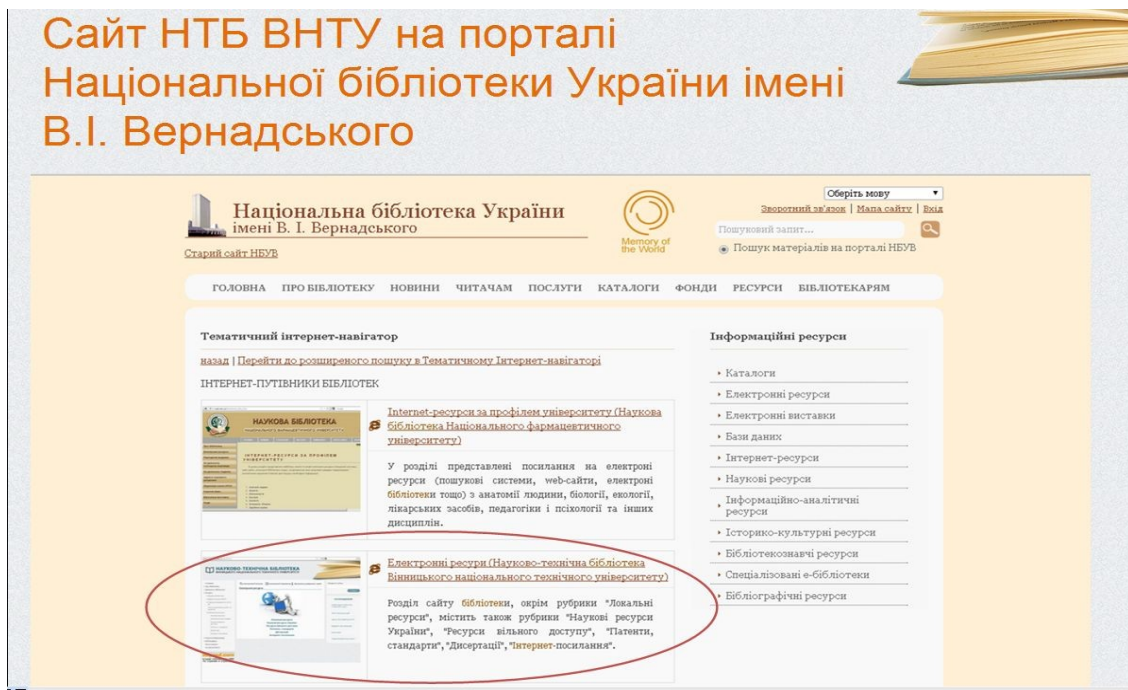 Сайт НТБ ВНТУ на порталі
Національної бібліотеки України імені
В.І. Вернадського
Національна бібліотека України
імені В. І. Вернадського
Старий сайт НБУВ
Memory of
the World
Оберіть мову
Зворотний зв'язок | Мапа сайту | Вхід
Пошуковий запит...
Пошук матеріалів на порталі НБУВ
ГОЛОВНА ПРО БІБЛІОТЕКУ НОВИНИ ЧИТАЧАМ ПОСЛУГИ КАТАЛОГИ ФОНДИ РЕСУРСИ БІБЛІОТЕКАРЯМ
Тематичний інтернет-навігатор
назад | Перейти до розширеного пошуку в Тематичному Інтернет-навігаторі
ІНТЕРНЕТ-ПУТІВНИКИ БІБЛІОТЕК
НАУКОВА БІБЛІОТЕКА
ІНТЕРНЕТ-РЕСУРСИ ЗА ПРОФІЛЕМ
УНІВЕРСИТЕТУ
Internet-ресурси за профілем університету (Наукова
бібліотека Національного фармацевтичного
університету)
У розділі представлені посилання на електроні
ресурси (пошукові системи, web-сайти, електроні
бібліотеки тощо) з анатомії людини, біології, екології,
лікарських засобів, педагогіки і психології та інших
дисциплін.
НАУКОВО-ТЕХНІЧНА БІБЛІОТЕКА
Електронні ресури (Науково-технічна бібліотека
Вінницького національного технічного університету)
Розділ сайту бібліотеки, окрім рубрики "Локальні
ресурси", містить також рубрики "Наукові ресурси
України", "Ресурси вільного доступу", "Патенти,
стандарти", "Дисертації", "Інтернет-посилання".
Інформаційні ресурси
Каталоги
Електронні ресурси
Електронні виставки
Бази даних
Інтернет-ресурси
Наукові ресурси
Інформаційно-аналітичні
ресурси
Історико-культурні ресурси
Бібліотекознавчі ресурси
Спеціалізовані е-бібліотеки
Бібліографічні ресурси